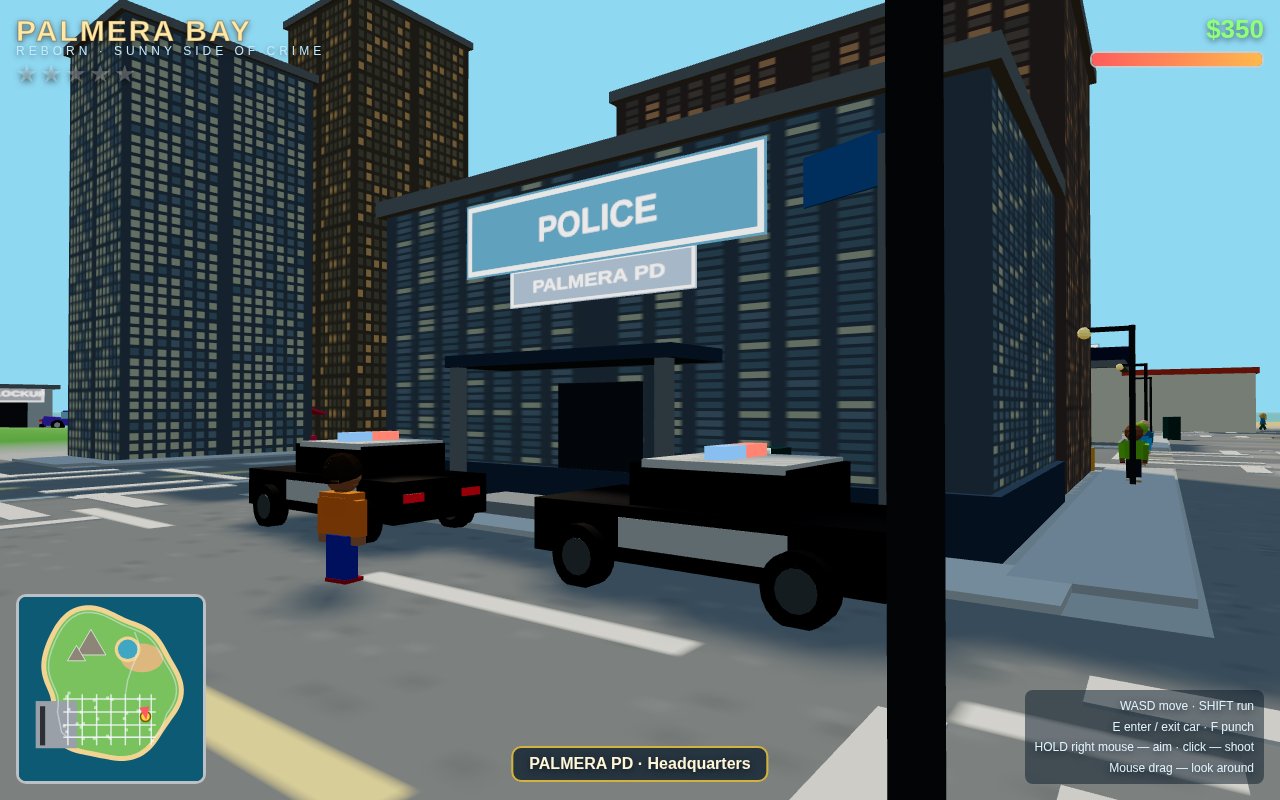 PALMERA BAY
REBORN · SUNNY SIDE OF CRIME
$350
POLICE
PALMERA PD
WASD move · SHIFT run
E enter / exit car · F punch
HOLD right mouse — aim · click — shoot
Mouse drag — look around
PALMERA PD · Headquarters